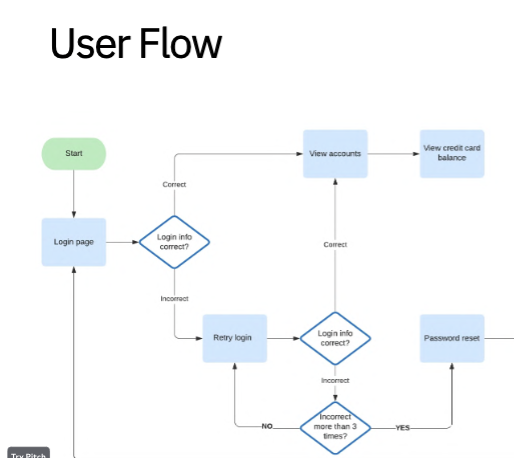 User Flow
Start
View accounts
View credit card
balance
Correct
Login page
Login info
correct?
Correct
Incorrect
Retry login
Login info
correct?
Password reset
Incorrect
Incorrect
more than 3
times?
NO
YES
Try Pitch